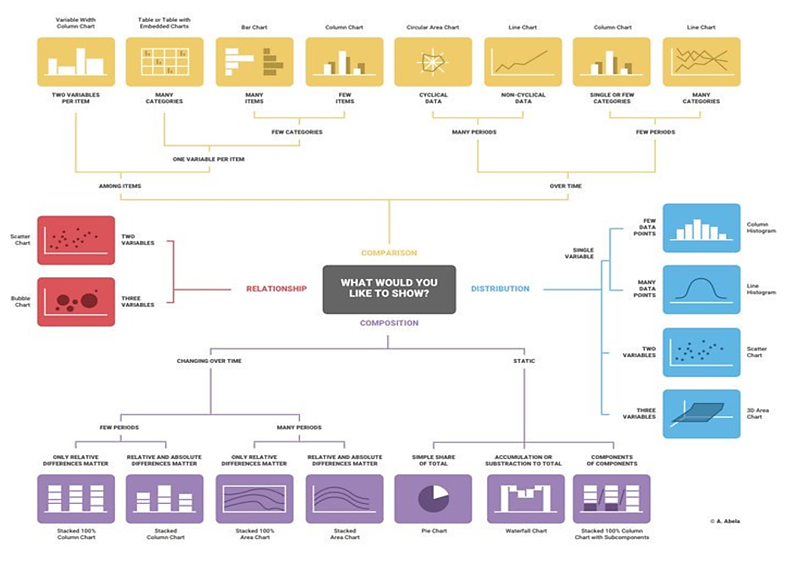 Variable Width
Column Chart
Table or Table with
Embedded Charts
Bar Chart
Column Chart
Circular Area Chart
Line Chart
Column Chart
Line Chart
TWO VARIABLES
PER ITEM
MANY
CATEGORIES
MANY
ITEMS
FEW
ITEMS
CYCLICAL
DATA
NON-CYCLICAL
DATA
SINGLE OR FEW
CATEGORIES
MANY
CATEGORIES
FEW CATEGORIES
MANY PERIODS
FEW PERIODS
ONE VARIABLE PER ITEM
AMONG ITEMS
OVER TIME
COMPARISON
Scatter
Chart
TWO
VARIABLES
Bubble
Chart
THREE
VARIABLES
RELATIONSHIP
WHAT WOULD YOU
LIKE TO SHOW?
DISTRIBUTION
SINGLE
VARIABLE
FEW
DATA
POINTS
Column
Histogram
MANY
DATA
POINTS
Line
Histogram
TWO
VARIABLES
Scatter
Chart
THREE
VARIABLES
3D Area
Chart
COMPOSITION
CHANGING OVER TIME
STATIC
FEW PERIODS
MANY PERIODS
ONLY RELATIVE
DIFFERENCES MATTER
RELATIVE AND ABSOLUTE
DIFFERENCES MATTER
ONLY RELATIVE
DIFFERENCES MATTER
RELATIVE AND ABSOLUTE
DIFFERENCES MATTER
SIMPLE SHARE
OF TOTAL
ACCUMULATION OR
SUBSTRACTION TO TOTAL
COMPONENTS
OF COMPONENTS
Stacked 100%
Column Chart
Stacked
Column Chart
Stacked 100%
Area Chart
Stacked
Area Chart
Pie Chart
Waterfall Chart
Stacked 100% Column
Chart with Subcomponents
© A. Abela